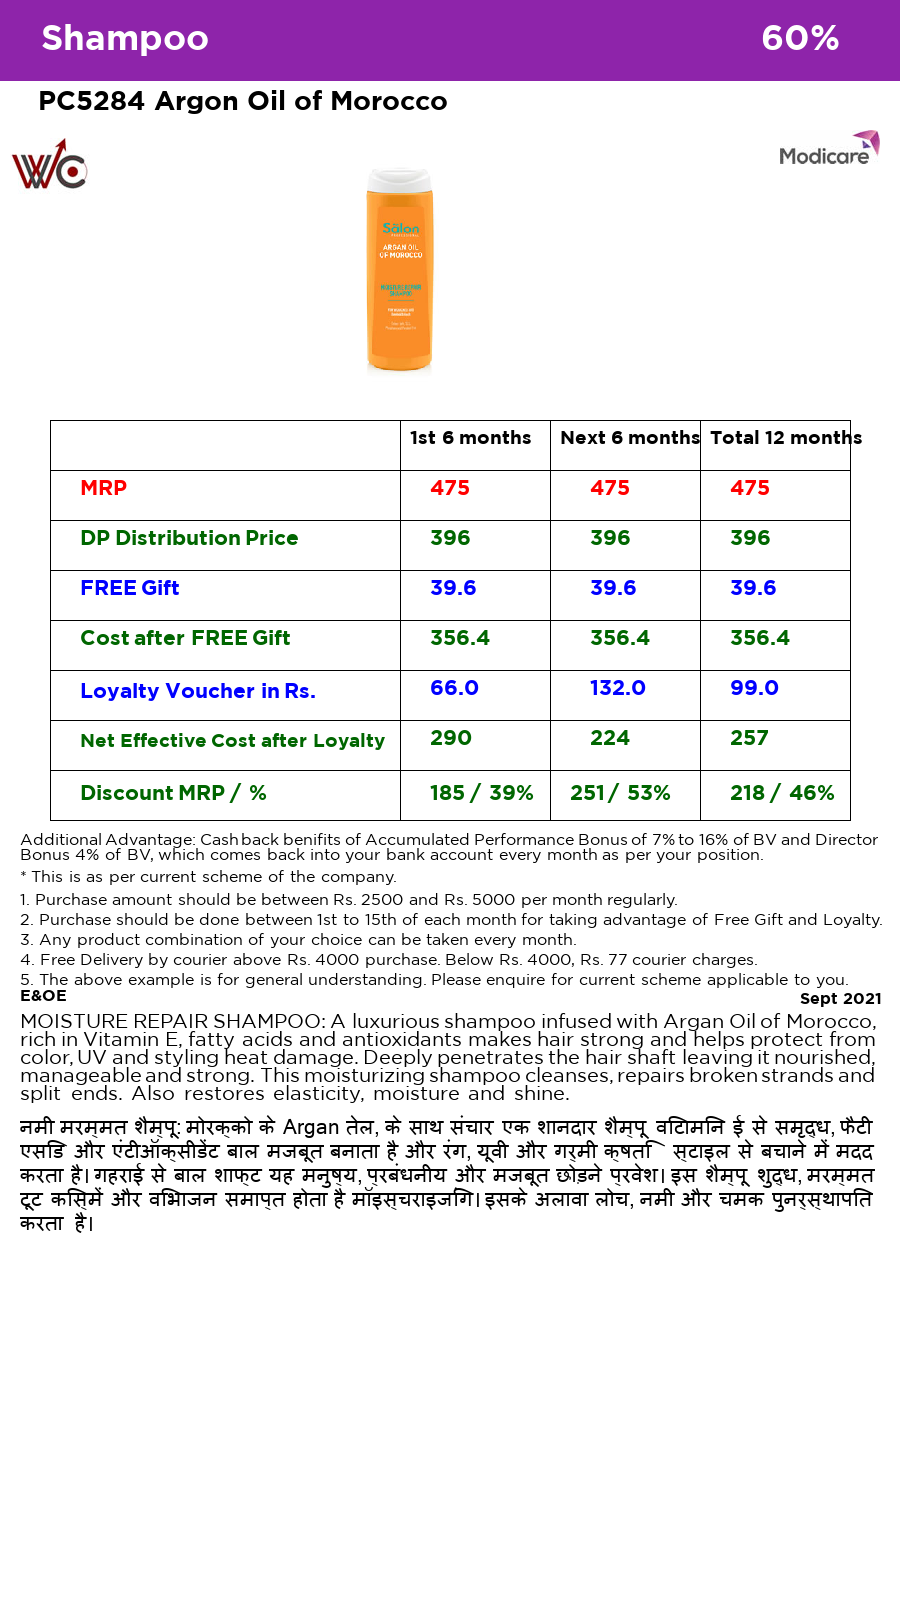 Shampoo 60%
PC5284 Argon Oil of Morocco
WC
Modicare
Sālon
PROFESSIONAL
ARGAN OIL
OF MOROCCO
MOISTURE REPAIR
SHAMPOO
1st 6 months Next 6 months Total 12 months
MRP 475 475 475
DP Distribution Price 396 396 396
FREE Gift 39.6 39.6 39.6
Cost after FREE Gift 356.4 356.4 356.4
Loyalty Voucher in Rs. 66.0 132.0 99.0
Net Effective Cost after Loyalty 290 224 257
Discount MRP / % 185 / 39% 251 / 53% 218 / 46%
Additional Advantage: Cashback benifits of Accumulated Performance Bonus of 7% to 16% of BV and Director
Bonus 4% of BV, which comes back into your bank account every month as per your position.
* This is as per current scheme of the company.
1. Purchase amount should be between Rs. 2500 and Rs. 5000 per month regularly.
2. Purchase should be done between 1st to 15th of each month for taking advantage of Free Gift and Loyalty.
3. Any product combination of your choice can be taken every month.
4. Free Delivery by courier above Rs. 4000 purchase. Below Rs. 4000, Rs. 77 courier charges.
5. The above example is for general understanding. Please enquire for current scheme applicable to you.
E&OE
Sept 2021
MOISTURE REPAIR SHAMPOO: A luxurious shampoo infused with Argan Oil of Morocco,
rich in Vitamin E, fatty acids and antioxidants makes hair strong and helps protect from
color, UV and styling heat damage. Deeply penetrates the hair shaft leaving it nourished,
manageable and strong. This moisturizing shampoo cleanses, repairs broken strands and
split ends. Also restores elasticity, moisture and shine.
नमी मरम्मत शैम्पू: मोरक्को के Argan तेल, के साथ संचार एक शानदार शैम्पू विटामिन ई से समृद्ध, फैटी
एसिड और एंटीऑक्सीडेंट बाल मजबूत बनाता है और रंग, यूवी और गर्मी क्षति स्टाइल से बचाने में मदद
करता है। गहराई से बाल शाफ्ट यह मनुष्य, प्रबंधनीय और मजबूत छोड़ने प्रवेश। इस शैम्पू शुद्ध, मरम्मत
टूट किस्में और विभाजन समाप्त होता है मॉइस्चराइजिंग। इसके अलावा लोच, नमी और चमक पुनर्स्थापित
करता है।